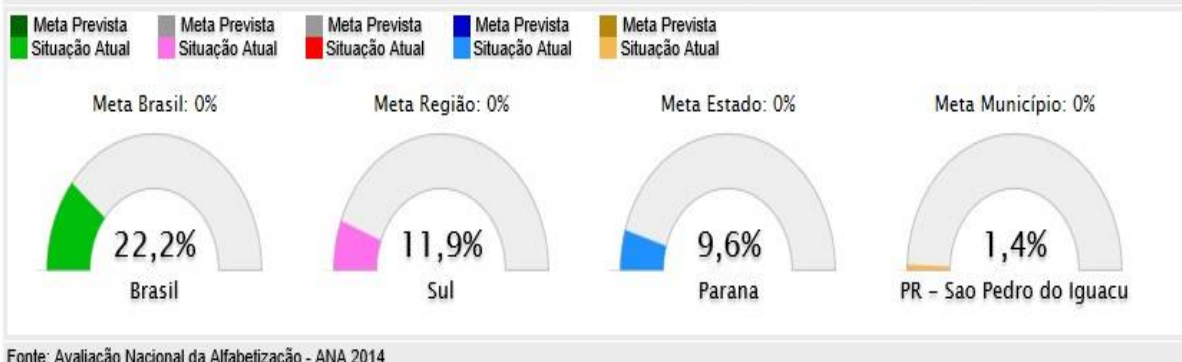 Meta Prevista Meta Prevista Meta Prevista Meta Prevista Meta Prevista
Situação Atual Situação Atual Situação Atual Situação Atual Situação Atual
Meta Brasil: 0% Meta Região: 0% Meta Estado: 0% Meta Município: 0%
22,2% 11,9% 9,6% 1,4%
Brasil Sul Parana PR - Sao Pedro do Iguacu
Fonte: Avaliação Nacional da Alfabetização - ANA 2014